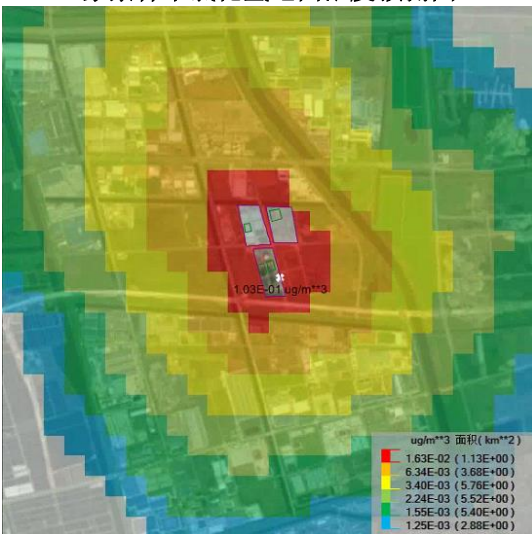 1.03E-01 ug/m**3
ug/m**3 面积( km**2)
1.63E-02 ( 1.13E+00)
6.34E-03 ( 3.68E+00)
3.40E-03 ( 5.76E+00)
2.24E-03 ( 5.52E+00)
1.55E-03 ( 5.40E+00)
1.25E-03 ( 2.88E+00)